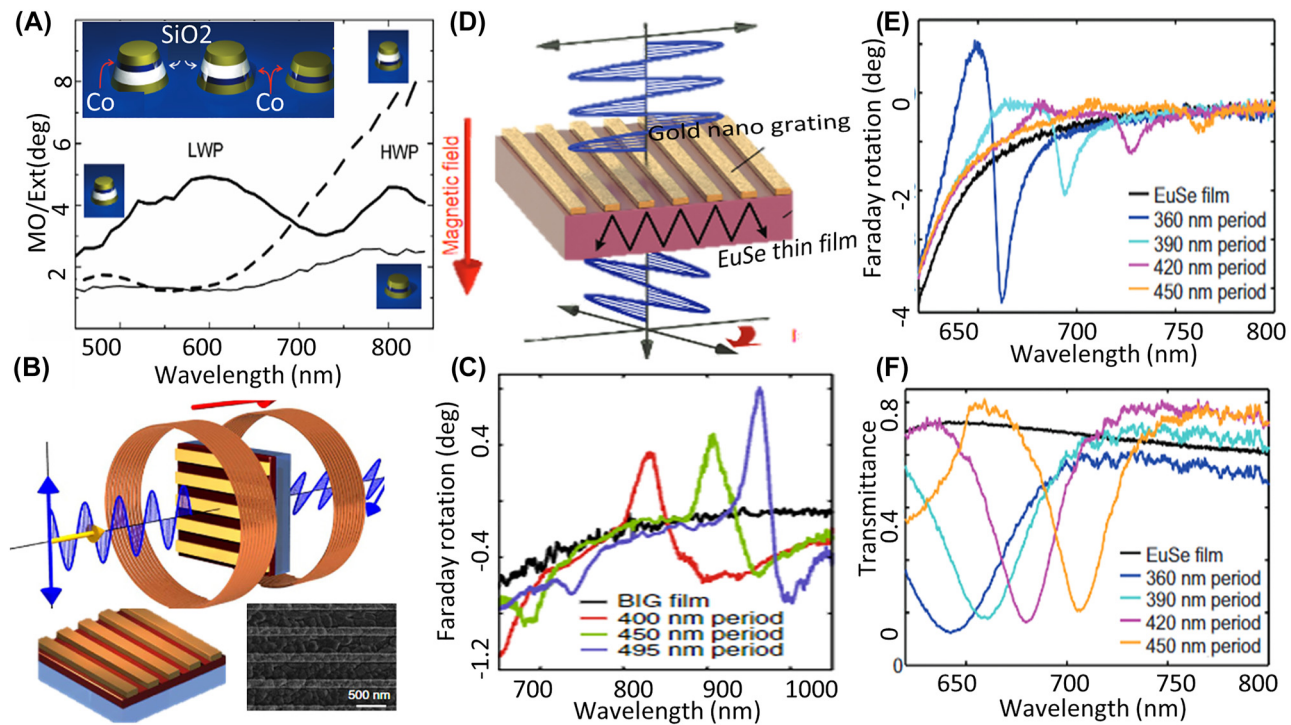 (A)
SiO2
Co
Co
LWP
HWP
8
6
4
2
MO/Ext(deg)
500
600
700
800
Wavelength (nm)
(B)
500 nm
(D)
Magnetic field
Gold nano grating
EuSe thin film
(C)
Faraday rotation (deg)
0.4
-0.4
-1.2
BIG film
400 nm period
450 nm period
495 nm period
700
800
900
1000
Wavelength (nm)
(E)
Faraday rotation (deg)
0
-2
-4
EuSe film
360 nm period
390 nm period
420 nm period
450 nm period
650
700
750
800
Wavelength (nm)
(F)
Transmittance
0.8
0.4
0
0
EuSe film
360 nm period
390 nm period
420 nm period
450 nm period
650
700
750
800
Wavelength (nm)